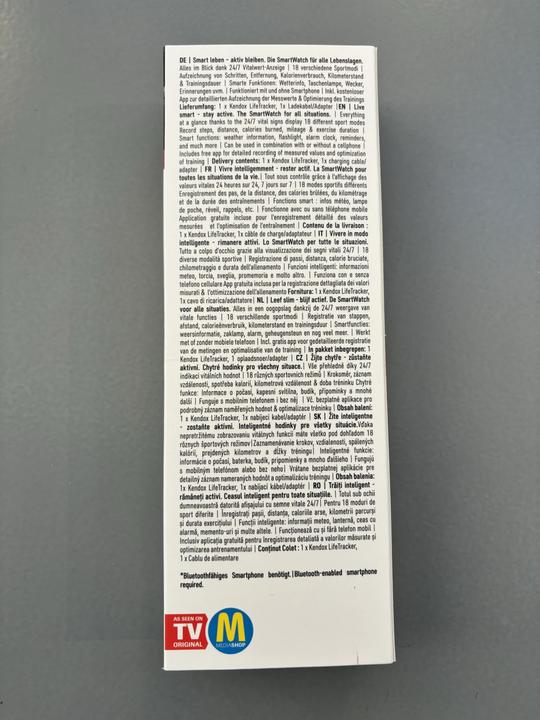 DE | Smart leben - aktiv bleiben. Die SmartWatch für alle Lebenslagen.
Alles im Blick dank 24/7 Vitalwert-Anzeige | 18 verschiedene Sportmodi |
Aufzeichnung von Schritten, Entfernung, Kalorienverbrauch, Kilometerstand
& Trainingsdauer | Smarte Funktionen: Wetterinfo, Taschenlampe, Wecker,
Erinnerungen uvm. | Funktioniert mit und ohne Smartphone | Inkl. kostenloser
App zur detaillierten Aufzeichnung der Messwerte & Optimierung des Trainings
Lieferumfang: 1 x Kendox LifeTracker, 1x Ladekabel/Adapter |EN | Live
smart - stay active. The SmartWatch for all situations. | Everything
at a glance thanks to the 24/7 vital signs display 18 different sport modes
Record steps, distance, calories burned, mileage & exercise duration |
Smart functions: weather information, flashlight, alarm clock, reminders,
and much more | Can be used in combination with or without a cellphone |
Includes free app for detailed recording of measured values and optimization
of training | Delivery contents: 1 x Kendox LifeTracker, 1x charging cable/
adapter | FR | Vivre intelligemment - rester actif. La SmartWatch pour
toutes les situations de la vie.| Tout sous contrôle grâce à l'affichage des
valeurs vitales 24 heures sur 24, 7 jours sur 7 | 18 modes sportifs différents
Enregistrement des pas, de la distance, des calories brûlées, du kilométrage
et de la durée des entraînements | Fonctions smart : infos météo, lampe
de poche, réveil, rappels, etc. | Fonctionne avec ou sans téléphone mobile
Application gratuite incluse pour l'enregistrement détaillé des valeurs
mesurées et l'optimisation de l'entraînement | Contenu de la livraison :
1 x Kendox LifeTracker, 1x câble de charge/adaptateur | IT | Vivere in modo
intelligente - rimanere attivi. Lo SmartWatch per tutte le situazioni.
Tutto a colpo d'occhio grazie alla visualizzazione dei segni vitali 24/7 | 18
diverse modalità sportive | Registrazione di passi, distanza, calorie bruciate,
chilometraggio e durata dell'allenamento | Funzioni intelligenti: informazioni
meteo, torcia, sveglia, promemoria e molto altro. | Funziona con e senza
telefono cellulare App gratuita inclusa per la registrazione dettagliata dei valori
misurati & l'ottimizzazione dell'allenamento Fornitura: 1 x Kendox LifeTracker,
1x cavo di ricarica/adattatore| NL | Leef slim - blijf actief. De SmartWatch
voor alle situaties. Alles in een oogopslag dankzij de 24/7 weergave van
vitale functies | 18 verschillende sportmodi | Registratie van stappen,
afstand, calorieënverbruik, kilometerstand en trainingsduur | Smartfuncties:
weersinformatie, zaklamp, alarm, geheugensteun en nog veel meer. | Werkt
met of zonder mobiele telefoon | Incl. gratis app voor gedetailleerde registratie
van de metingen en optimalisatie van de training | In pakket inbegrepen: 1
Kendox LifeTracker, 1 x oplaadsnoer/adapter | CZ | Žijte chytře - zůstaňte
aktivní. Chytré hodinky pro všechny situace.| Vše přehledně díky 24/7
indikaci vitálních hodnot | 18 různých sportovních režimů | Krokoměr, záznam
vzdálenosti, spotřeba kalorií, kilometrová vzdálenost & doba tréninku Chytré
funkce: Informace o počasí, kapesní svítilna, budík, připomínky a mnohé
další | Funguje s mobilním telefonem i bez něj | Vč. bezplatné aplikace pro
podrobný záznam naměřených hodnot & optimalizace tréninku | Obsah balení:
1 x Kendox LifeTracker, 1x nabíjecí kabel/adaptér | SK | Žite inteligentne
- zostaňte aktívni. Inteligentné hodinky pre všetky situácie.Vďaka
nepretržitému zobrazovaniu vitálnych funkcií máte všetko pod dohľadom 18
rôznych športových režimov|Zaznamenávanie krokov, vzdialenosti, spálených
kalórií, prejdených kilometrov a dĺžky tréningu| Inteligentné funkcie:
informácie o počasí, baterka, budík, pripomienky a mnoho ďalšieho | Fungujú
s mobilným telefónom alebo bez neho | Vrátane bezplatnej aplikácie pre
detailný záznam nameraných hodnôt a optimalizáciu tréningu | Obsah balenia:
1x Kendox LifeTracker, 1x nabíjací kábel/adaptér | RO | Trăiți inteligent -
rămâneți activi. Ceasul inteligent pentru toate situațiile. | Totul sub ochii
dumneavoastră datorită afișajului cu semne vitale 24/7 | Pentru 18 moduri de
sport diferite | Înregistrați pașii, distanța, caloriile arse, kilometrii parcurși
și durata exercițiului | Funcții inteligente: informații meteo, lanternă, ceas cu
alarmă, memento-uri și multe altele. | Funcționează cu și fără telefon mobil |
Inclusiv aplicația gratuită pentru înregistrarea detaliată a valorilor măsurate și
optimizarea antrenamentului | Conținut Colet : 1 x Kendox LifeTracker,
1 x Cablu de alimentare
*Bluetoothfähiges Smartphone benötigt.|Bluetooth-enabled smartphone
required.
AS SEEN ON
TV
ORIGINAL
M
MEDIASHOP